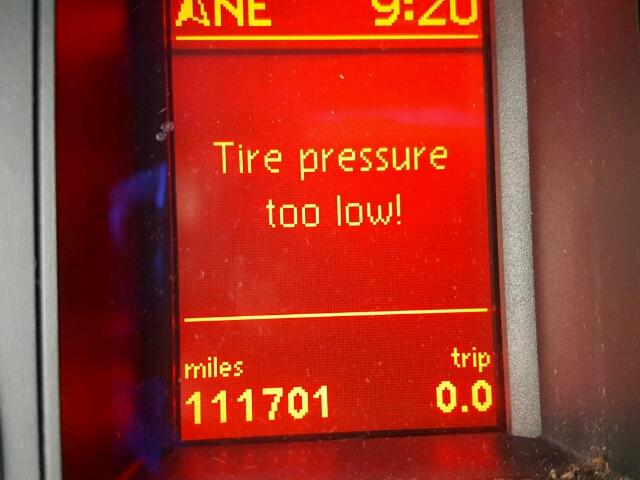 NE 9:20
Tire pressure
too low!
miles trip
111701 0.0